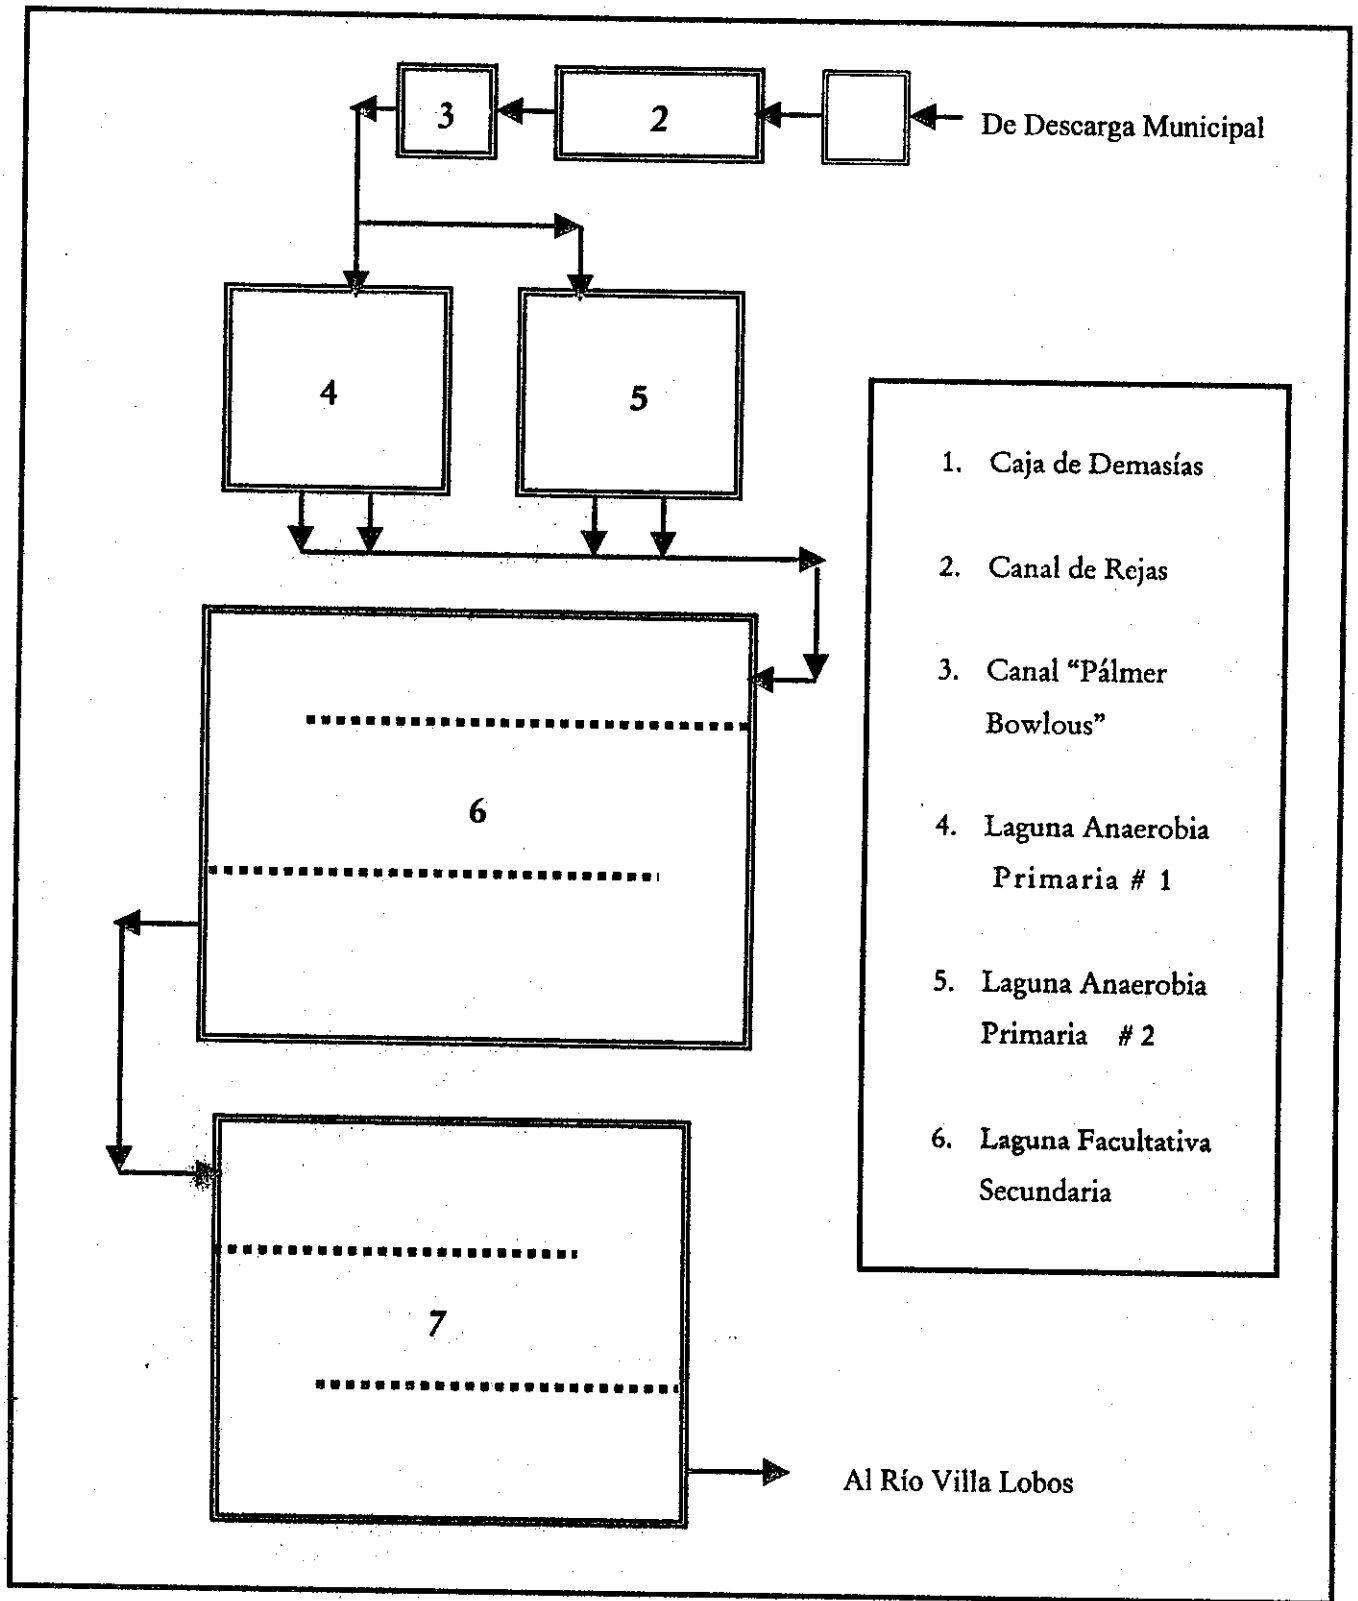 3
2
De Descarga Municipal
4
5
1. Caja de Demasías
2. Canal de Rejas
3. Canal “Pálmer
Bowlous”
4. Laguna Anaerobia
Primaria # 1
5. Laguna Anaerobia
Primaria # 2
6. Laguna Facultativa
Secundaria
6
7
Al Río Villa Lobos